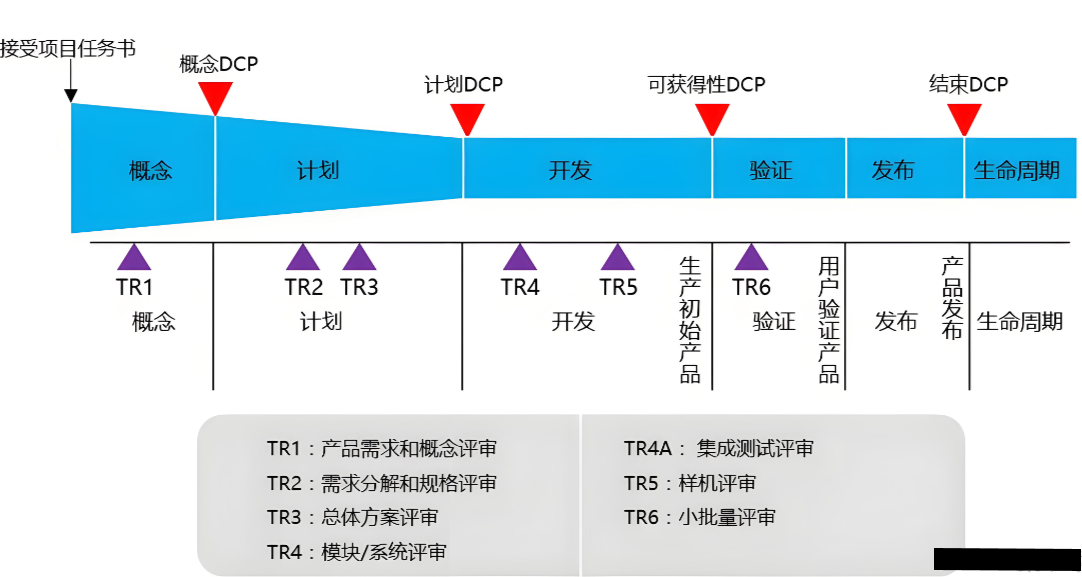 接受项目任务书
概念DCP
计划DCP
可获得性DCP
结束DCP
概念
计划
开发
验证
发布
生命周期
TR1
TR2
TR3
TR4
TR5
生产初始产品
TR6
用户验证产品
产品发布
概念
计划
开发
验证
发布
生命周期
TR1：产品需求和概念评审
TR2：需求分解和规格评审
TR3：总体方案评审
TR4：模块/系统评审
TR4A： 集成测试评审
TR5：样机评审
TR6：小批量评审